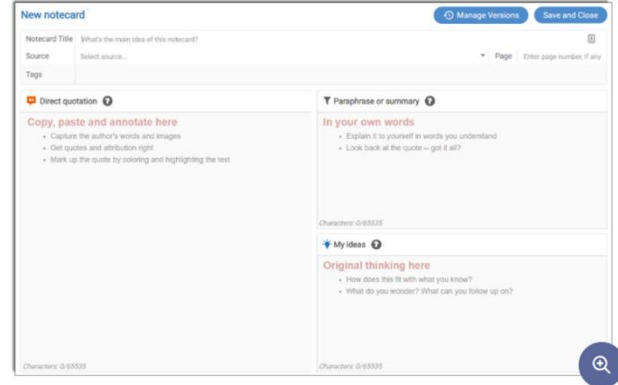 New notecard
Manage Versions
Save and Close
Notecard Title What's the main idea of this notecard?
Source Select source... Page Enter page number, if any
Tags
Direct quotation
Copy, paste and annotate here
Capture the author's words and images
Get quotes and attribution right
Mark up the quote by coloring and highlighting the text
Characters: 0/65535
Paraphrase or summary
In your own words
Explain it to yourself in words you understand
Look back at the quote -- got it all?
Characters: 0/65535
My ideas
Original thinking here
How does this fit with what you know?
What do you wonder? What can you follow up on?
Characters: 0/65535